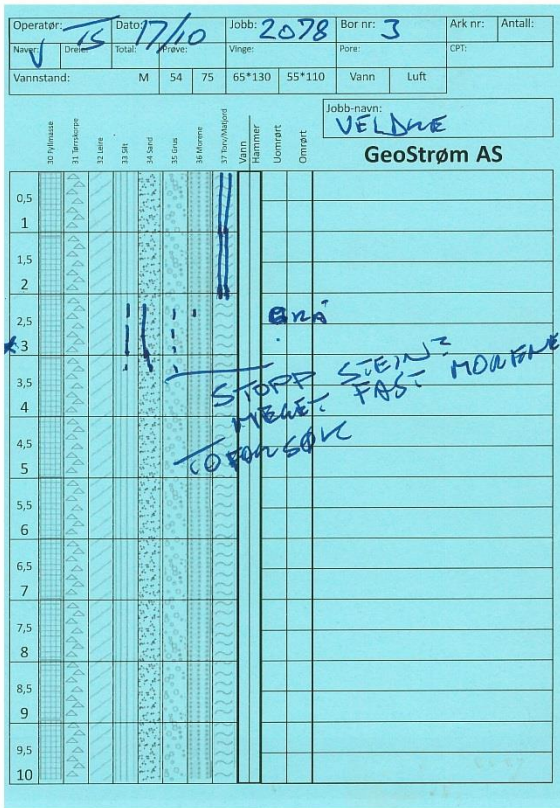 Operatør: TS Dato: 17/10 Jobb: 2078 Bor nr: 3 Ark nr: Antall:
Naver: V Dreie: Total: Prøve: Vinge: Pore: CPT:
Vannstand: M 54 75 65*130 55*110 Vann Luft
Jobb-navn:
VELDRE
GeoStrøm AS
30 Fyllmasse
31 Tørrskorpe
32 Leire
33 Silt
34 Sand
35 Grus
36 Morene
37 Torv/Matjord
Vann
Hammer
Uomrørt
Omrørt
0,5
1
1,5
2
2,5 GRÅ
3
3,5 STOPP STEIN?
4 MEGET FAST MORENE
4,5 TO FORSØK
5
5,5
6
6,5
7
7,5
8
8,5
9
9,5
10